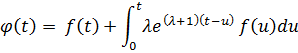 φ(t) = f(t) + ∫₀ᵗ λe^{(λ+1)(t−u)} f(u)du